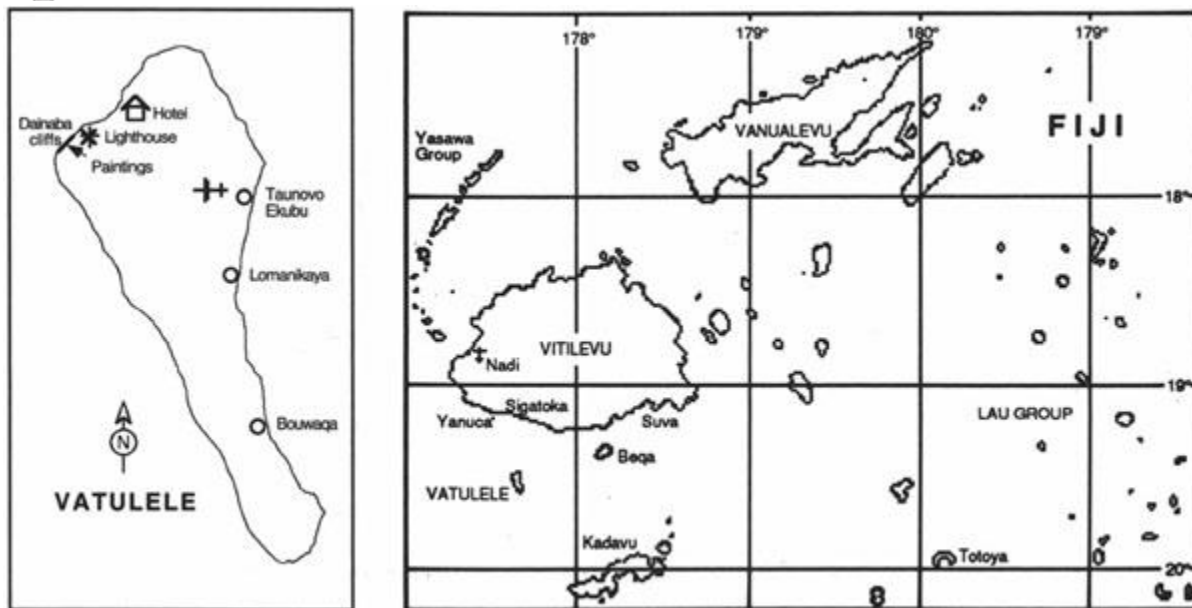 Hotel
Dainaba
cliffs
Lighthouse
Paintings
Taunovo
Ekubu
Lomanikaya
Bouwaqa
N
VATULELE
178°
179°
180°
179°
FIJI
VANUALEVU
Yasawa
Group
18°
VITILEVU
Nadi
19°
Sigatoka
Yanuca'
Suva
LAU GROUP
Beqa
VATULELE
Kadavu
Totoya
20°